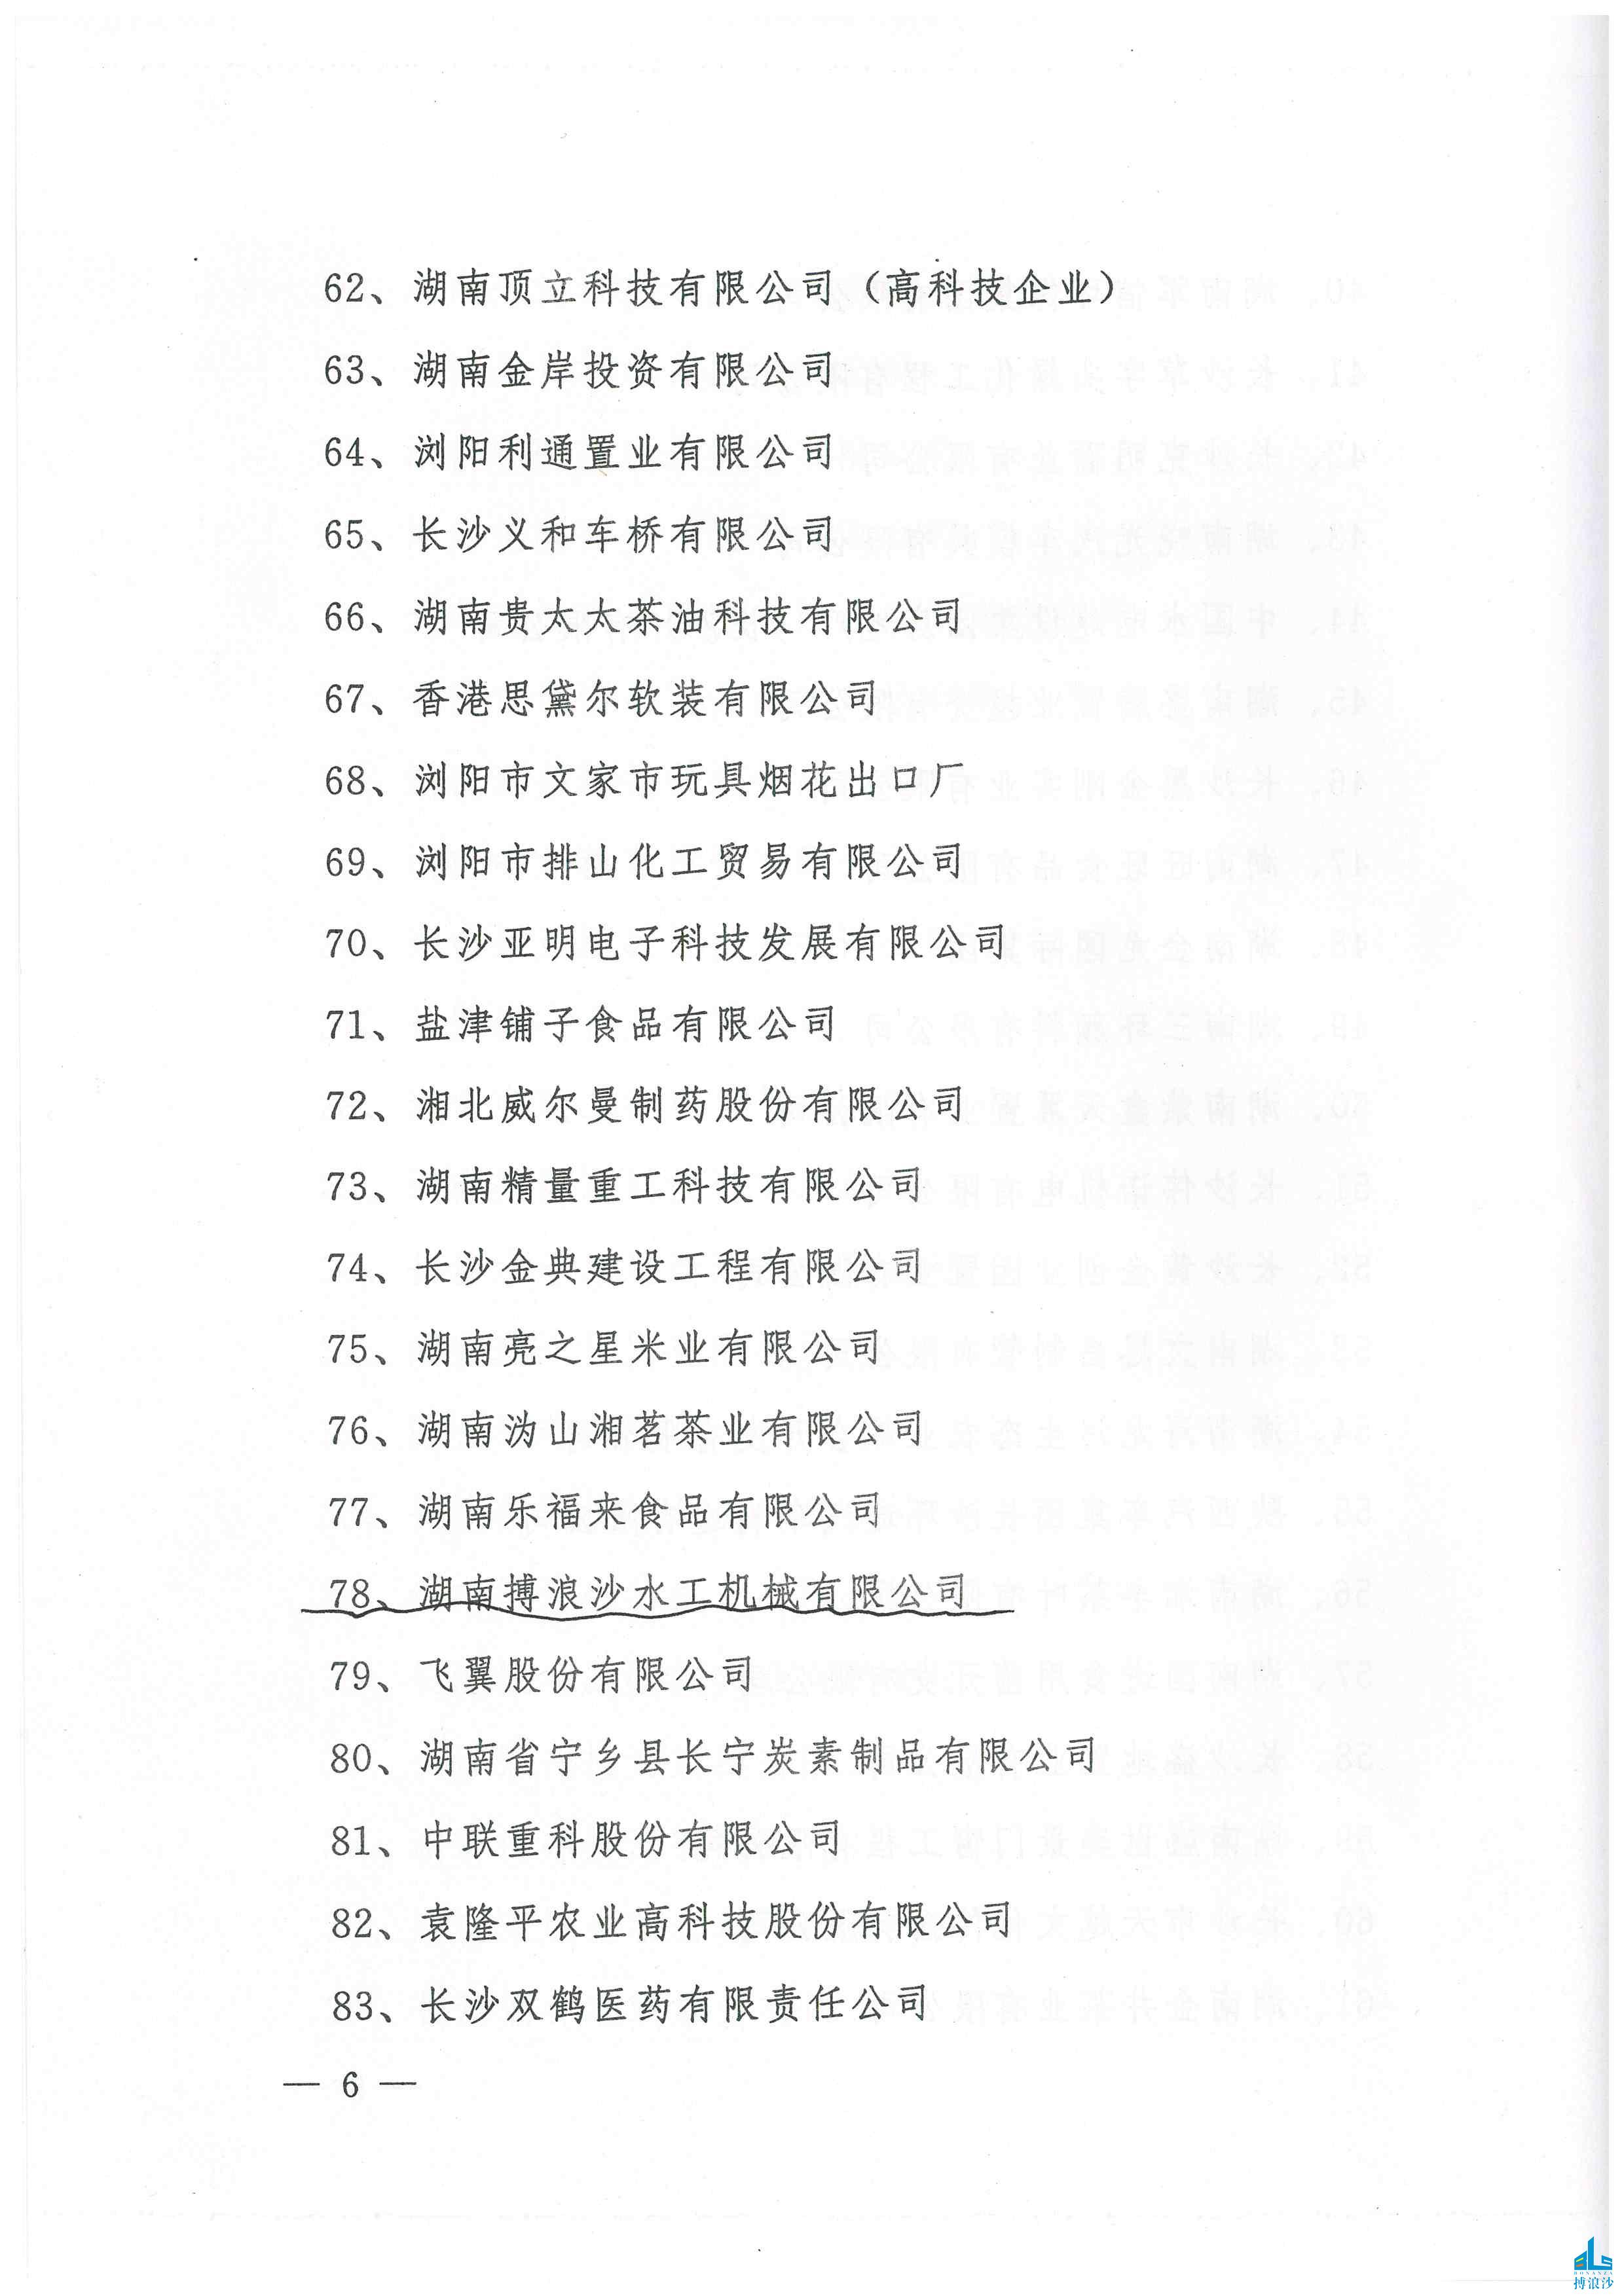 62、湖南顶立科技有限公司（高科技企业）
63、湖南金岸投资有限公司
64、浏阳利通置业有限公司
65、长沙义和车桥有限公司
66、湖南贵太太茶油科技有限公司
67、香港思黛尔软装有限公司
68、浏阳市文家市玩具烟花出口厂
69、浏阳市排山化工贸易有限公司
70、长沙亚明电子科技发展有限公司
71、盐津铺子食品有限公司
72、湘北威尔曼制药股份有限公司
73、湖南精量重工科技有限公司
74、长沙金典建设工程有限公司
75、湖南亮之星米业有限公司
76、湖南沩山湘茗茶业有限公司
77、湖南乐福来食品有限公司
78、湖南搏浪沙水工机械有限公司
79、飞翼股份有限公司
80、湖南省宁乡县长宁炭素制品有限公司
81、中联重科股份有限公司
82、袁隆平农业高科技股份有限公司
83、长沙双鹤医药有限责任公司
— 6 —
BLS
BONANZA
搏浪沙